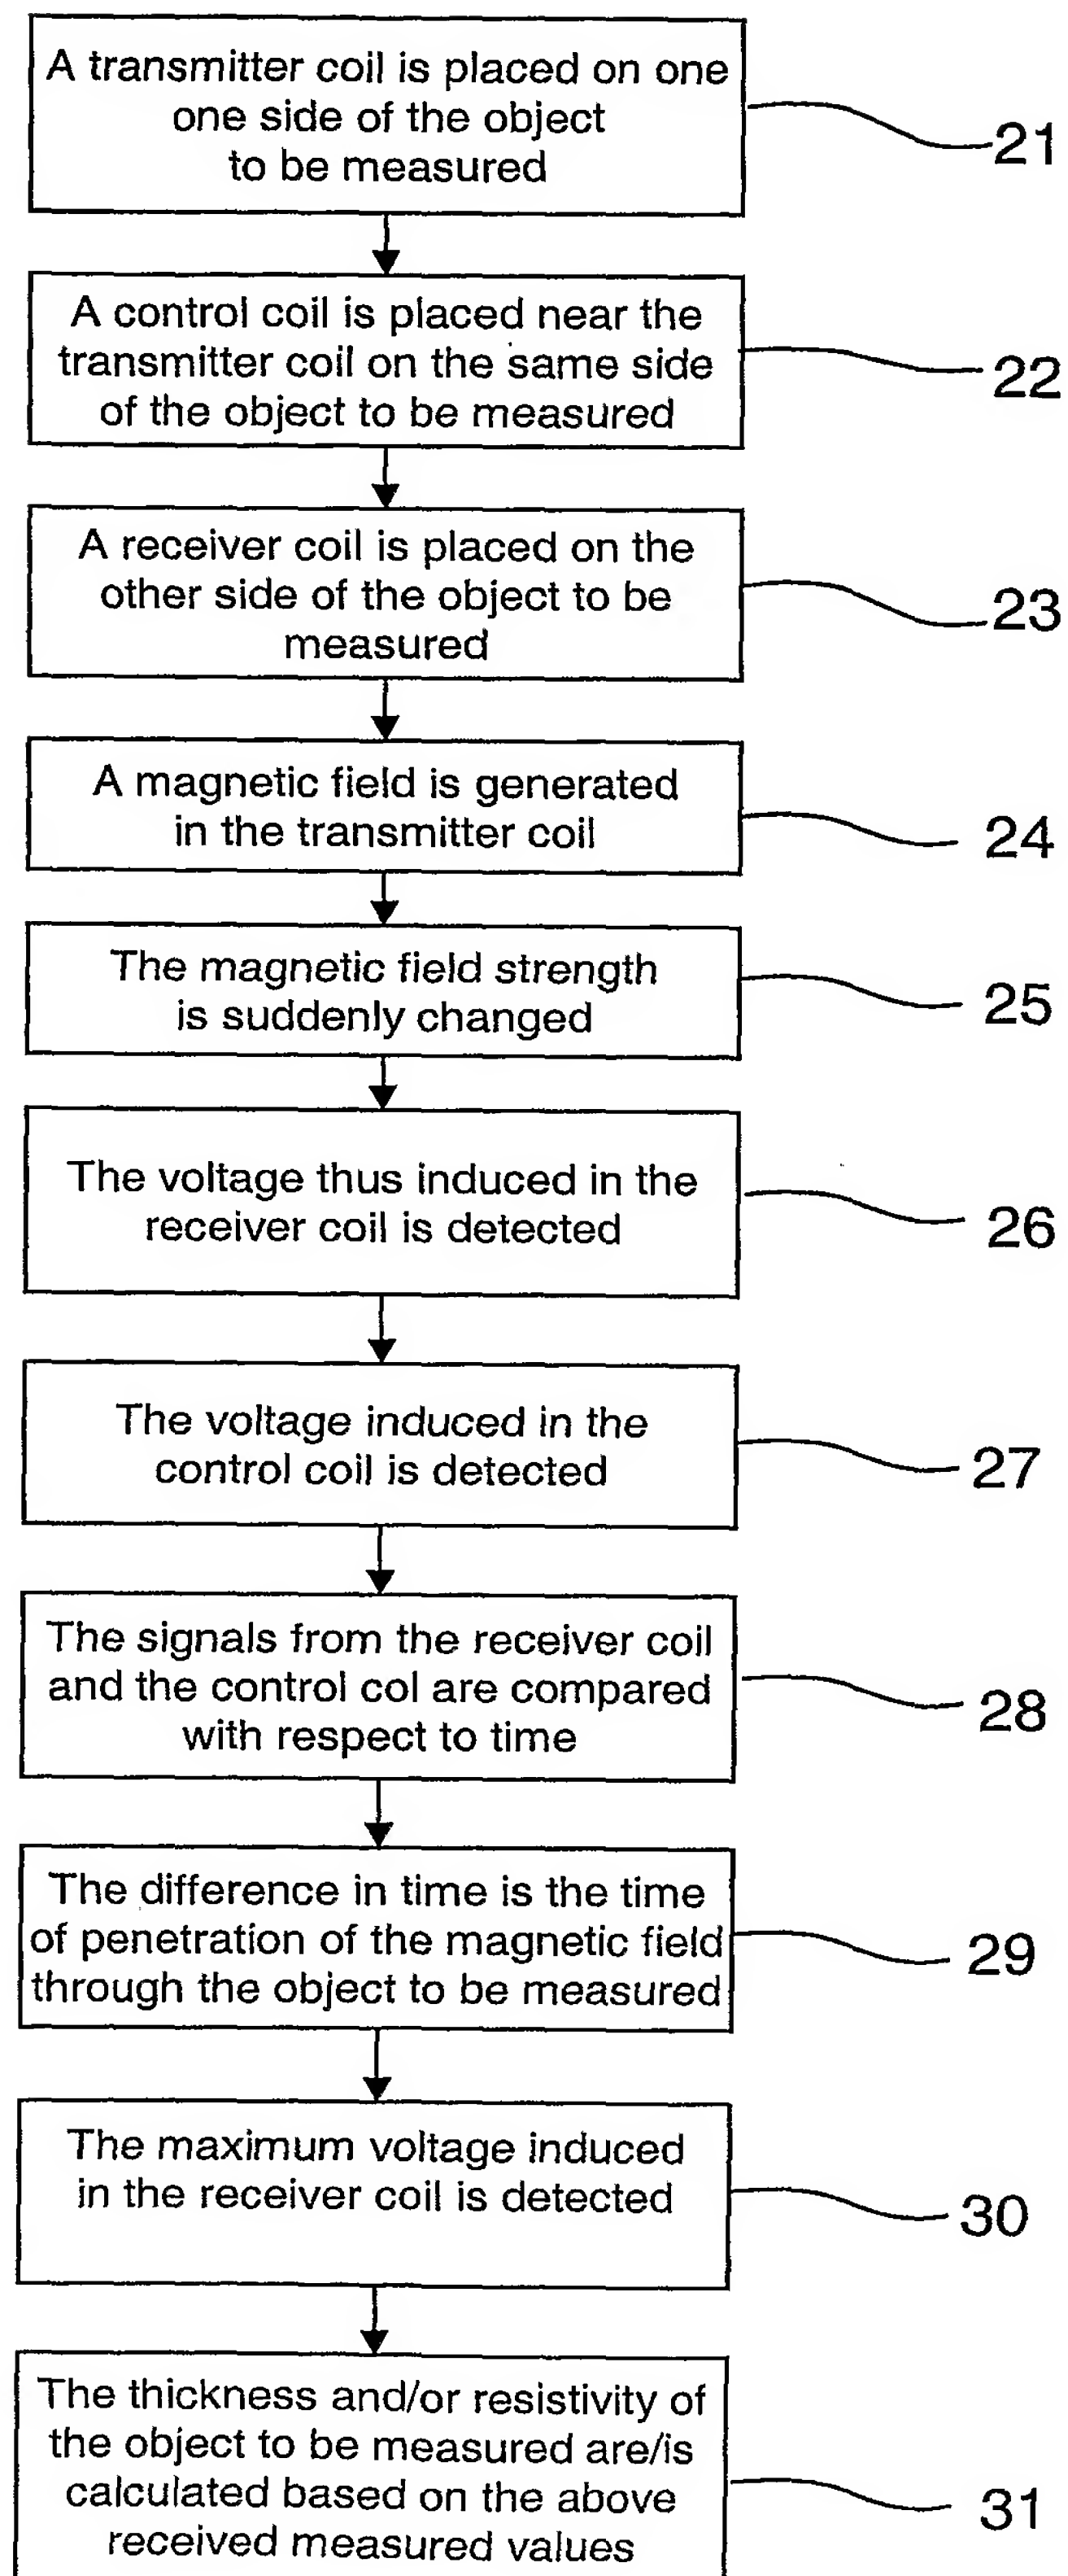 A transmitter coil is placed on one
one side of the object
to be measured
21
A control coil is placed near the
transmitter coil on the same side
of the object to be measured
22
A receiver coil is placed on the
other side of the object to be
measured
23
A magnetic field is generated
in the transmitter coil
24
The magnetic field strength
is suddenly changed
25
The voltage thus induced in the
receiver coil is detected
26
The voltage induced in the
control coil is detected
27
The signals from the receiver coil
and the control col are compared
with respect to time
28
The difference in time is the time
of penetration of the magnetic field
through the object to be measured
29
The maximum voltage induced
in the receiver coil is detected
30
The thickness and/or resistivity of
the object to be measured are/is
calculated based on the above
received measured values
31